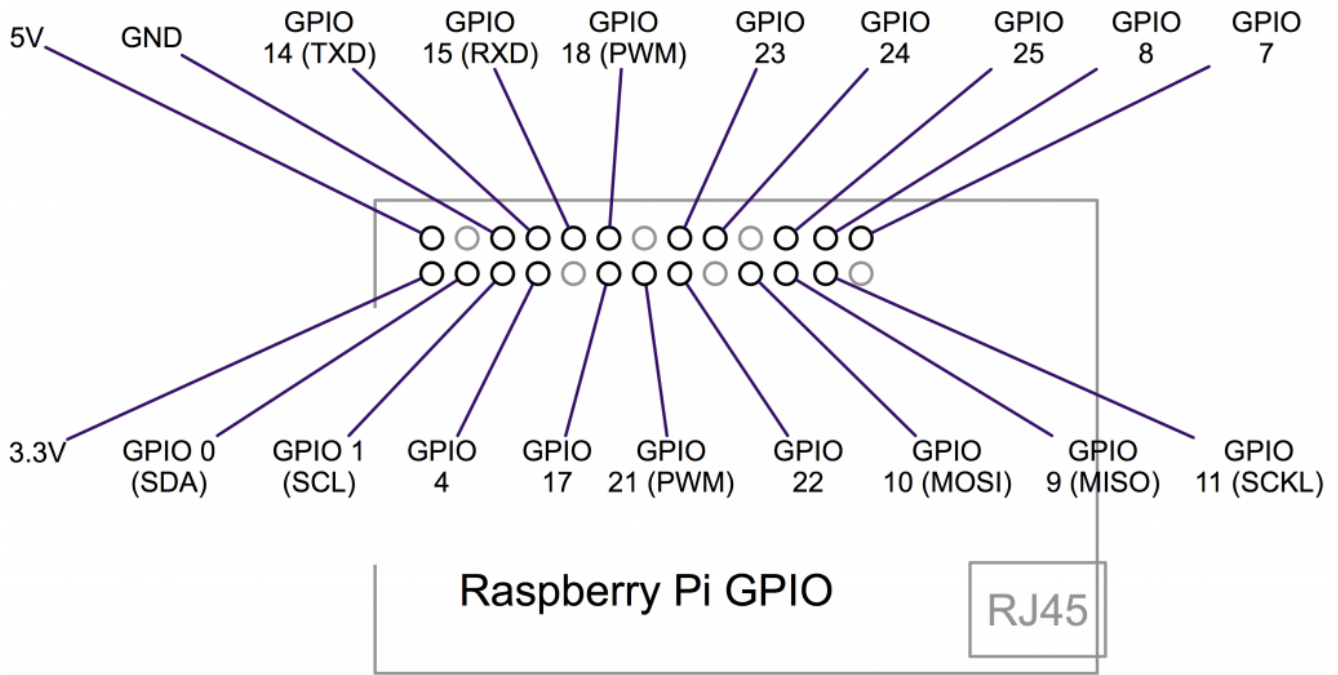 5V
GND
GPIO
14 (TXD)
GPIO
15 (RXD)
GPIO
18 (PWM)
GPIO
23
GPIO
24
GPIO
25
GPIO
8
GPIO
7
3.3V
GPIO 0
(SDA)
GPIO 1
(SCL)
GPIO
4
GPIO
17
GPIO
21 (PWM)
GPIO
22
GPIO
10 (MOSI)
GPIO
9 (MISO)
GPIO
11 (SCKL)
Raspberry Pi GPIO
RJ45